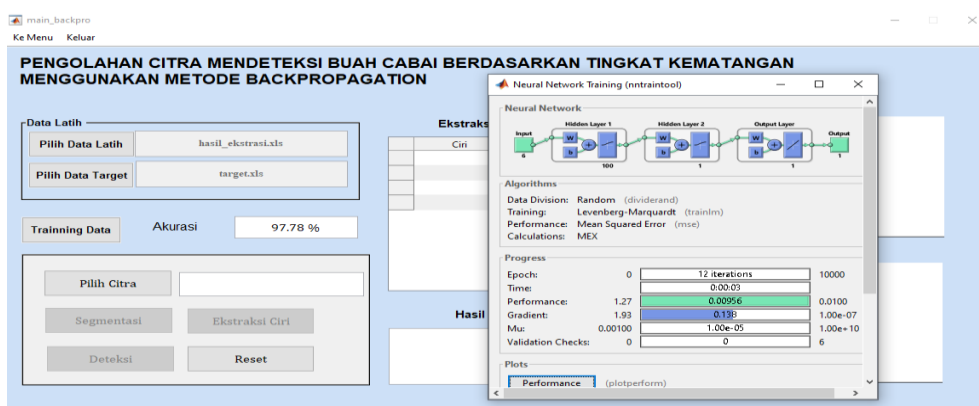 main_backpro
Ke Menu Keluar
PENGOLAHAN CITRA MENDETEKSI BUAH CABAI BERDASARKAN TINGKAT KEMATANGAN
MENGGUNAKAN METODE BACKPROPAGATION
Data Latih
Pilih Data Latih hasil_ekstrasi.xls
Pilih Data Target target.xls
Trainning Data Akurasi 97.78 %
Pilih Citra
Segmentasi Ekstraksi Ciri
Deteksi Reset
Ekstraks
Ciri
Hasil
Neural Network Training (nntraintool)
Neural Network
Hidden Layer 1 Hidden Layer 2 Output Layer
Input Output
W W W
b b b
6 100 1 1 1
Algorithms
Data Division: Random (dividerand)
Training: Levenberg-Marquardt (trainlm)
Performance: Mean Squared Error (mse)
Calculations: MEX
Progress
Epoch: 0 12 iterations 10000
Time: 0:00:03
Performance: 1.27 0.00956 0.0100
Gradient: 1.93 0.138 1.00e-07
Mu: 0.00100 1.00e-05 1.00e+10
Validation Checks: 0 0 6
Plots
Performance (plotperform)